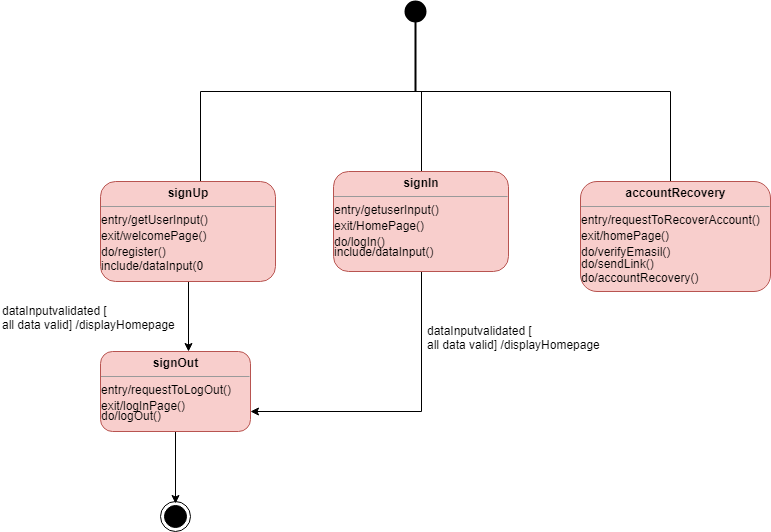 signUp
entry/getUserInput()
exit/welcomePage()
do/register()
include/dataInput(0
signIn
entry/getuserInput()
exit/HomePage()
do/logIn()
include/dataInput()
accountRecovery
entry/requestToRecoverAccount()
exit/homePage()
do/verifyEmasil()
do/sendLink()
do/accountRecovery()
dataInputvalidated [
all data valid] /displayHomepage
dataInputvalidated [
all data valid] /displayHomepage
signOut
entry/requestToLogOut()
exit/logInPage()
do/logOut()